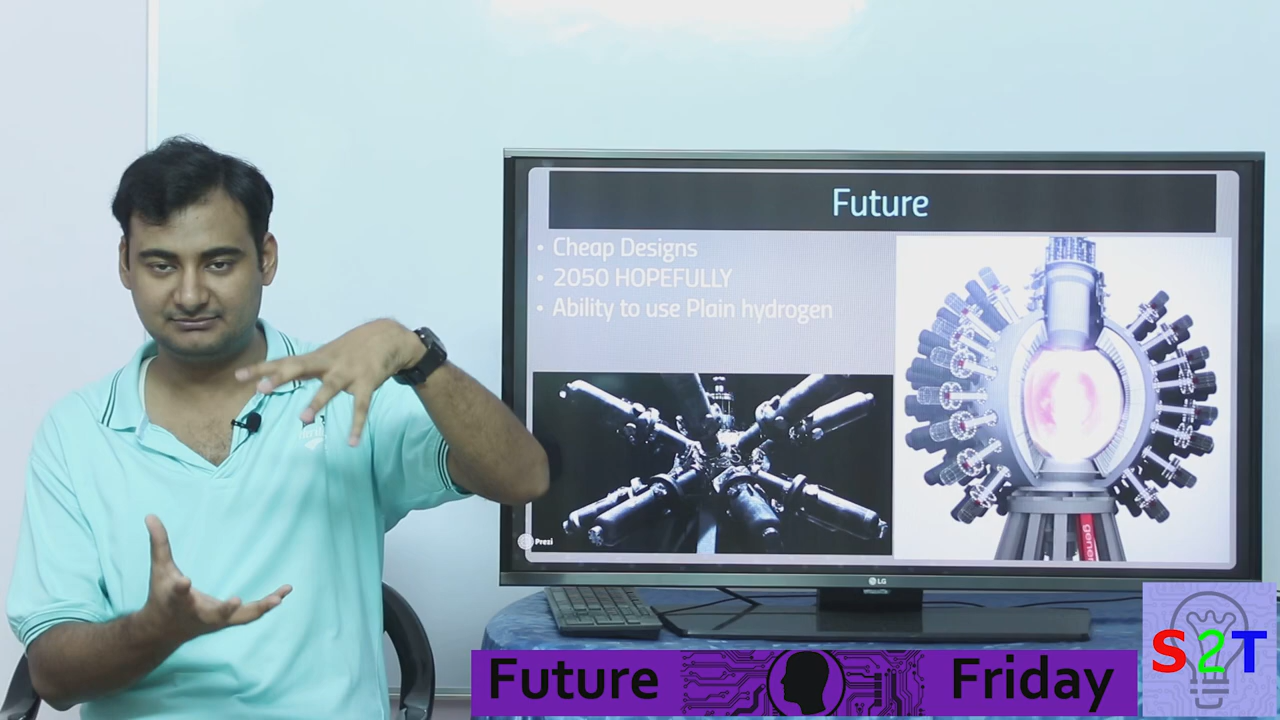 Future
• Cheap Designs
• 2050 HOPEFULLY
• Ability to use Plain hydrogen
Prezi
LG
Future Friday
S2T